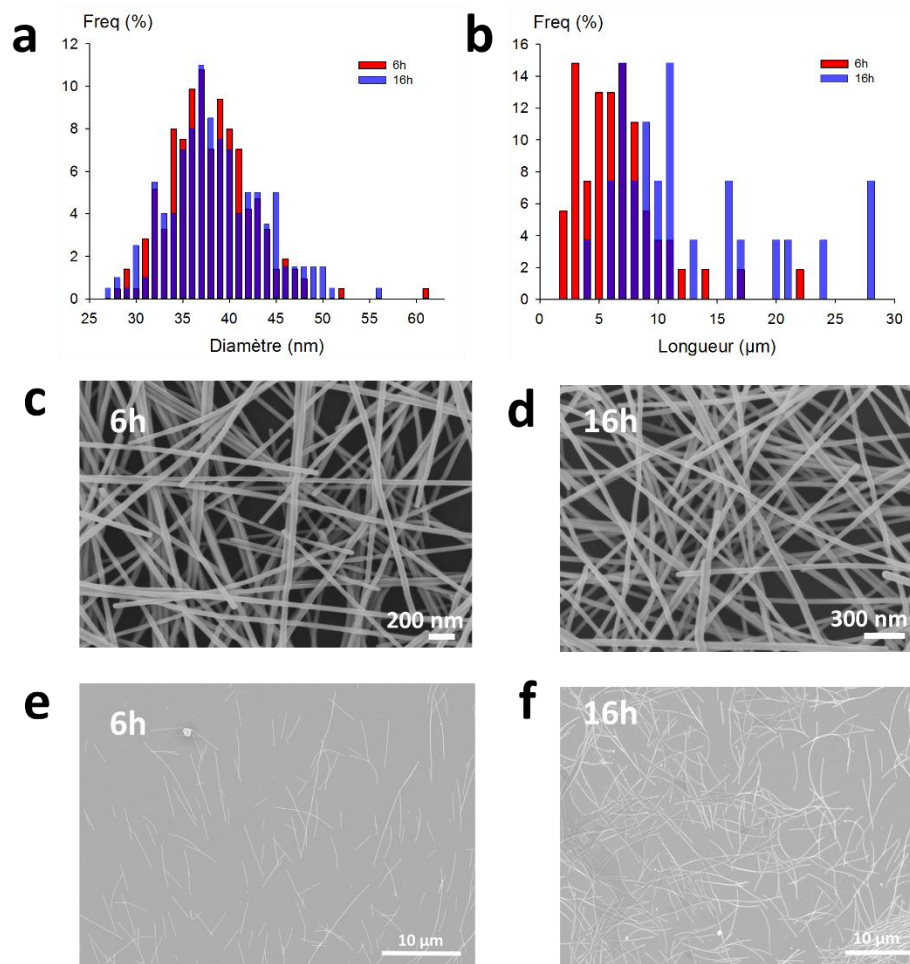 a
Freq (%)
12
10
8
6
4
2
0
25 30 35 40 45 50 55 60
Diamètre (nm)
6h
16h
b
Freq (%)
16
14
12
10
8
6
4
2
0
0 5 10 15 20 25 30
Longueur (µm)
6h
16h
c
6h
200 nm
d
16h
300 nm
e
6h
10 µm
f
16h
10 µm